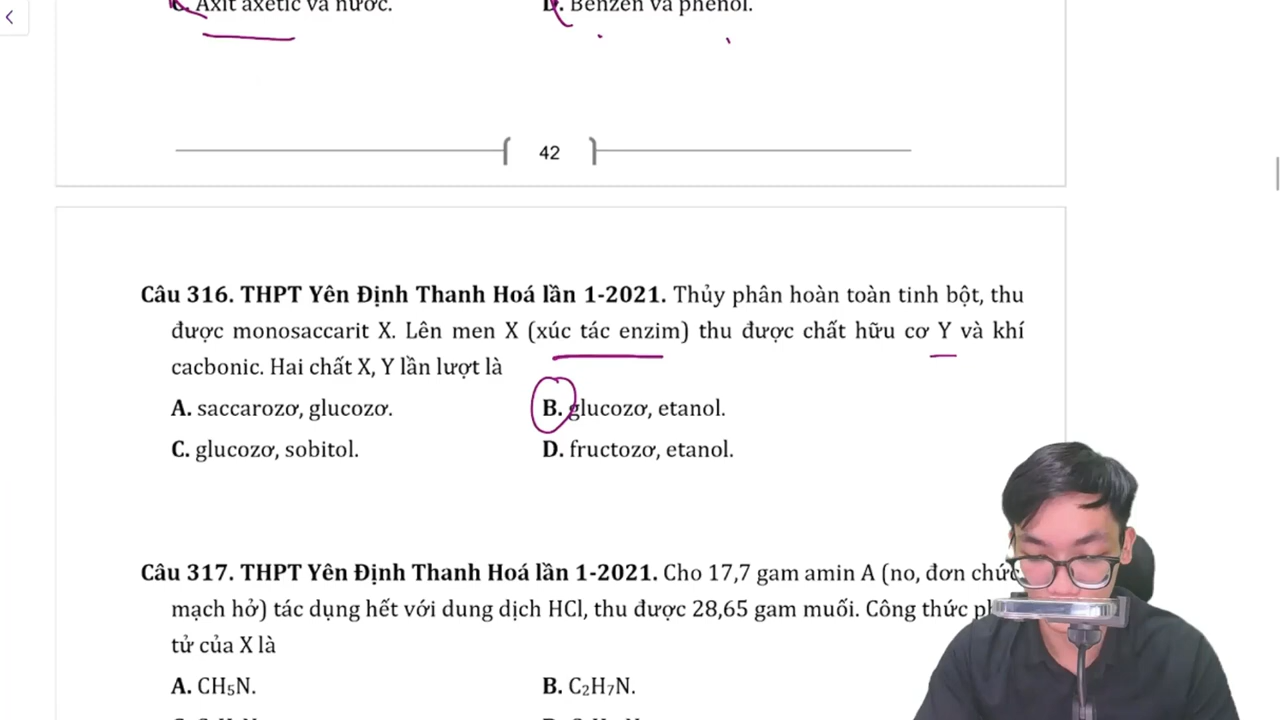 C. Axit axetic và nước. D. Benzen và phenol.
42
Câu 316. THPT Yên Định Thanh Hoá lần 1-2021. Thủy phân hoàn toàn tinh bột, thu
được monosaccarit X. Lên men X (xúc tác enzim) thu được chất hữu cơ Y và khí
cacbonic. Hai chất X, Y lần lượt là
A. saccarozơ, glucozơ. B. glucozơ, etanol.
C. glucozơ, sobitol. D. fructozơ, etanol.
Câu 317. THPT Yên Định Thanh Hoá lần 1-2021. Cho 17,7 gam amin A (no, đơn chức
mạch hở) tác dụng hết với dung dịch HCl, thu được 28,65 gam muối. Công thức
tử của X là
A. CH₅N. B. C₂H₇N.